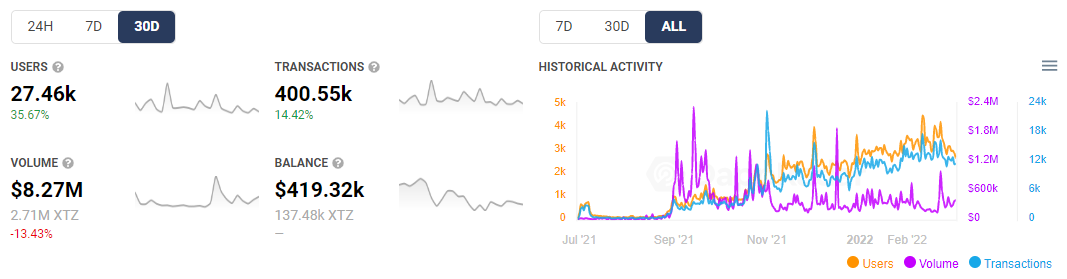 24H 7D 30D
USERS ?
27.46k
35.67%
TRANSACTIONS ?
400.55k
14.42%
VOLUME ?
$8.27M
2.71M XTZ
-13.43%
BALANCE ?
$419.32k
137.48k XTZ
—
7D 30D ALL
HISTORICAL ACTIVITY
5k
4k
3k
2k
1k
0
$2.4M
$1.8M
$1.2M
$600k
$0
24k
18k
12k
6k
0
Jul '21 Sep '21 Nov '21 2022 Feb '22
Users Volume Transactions